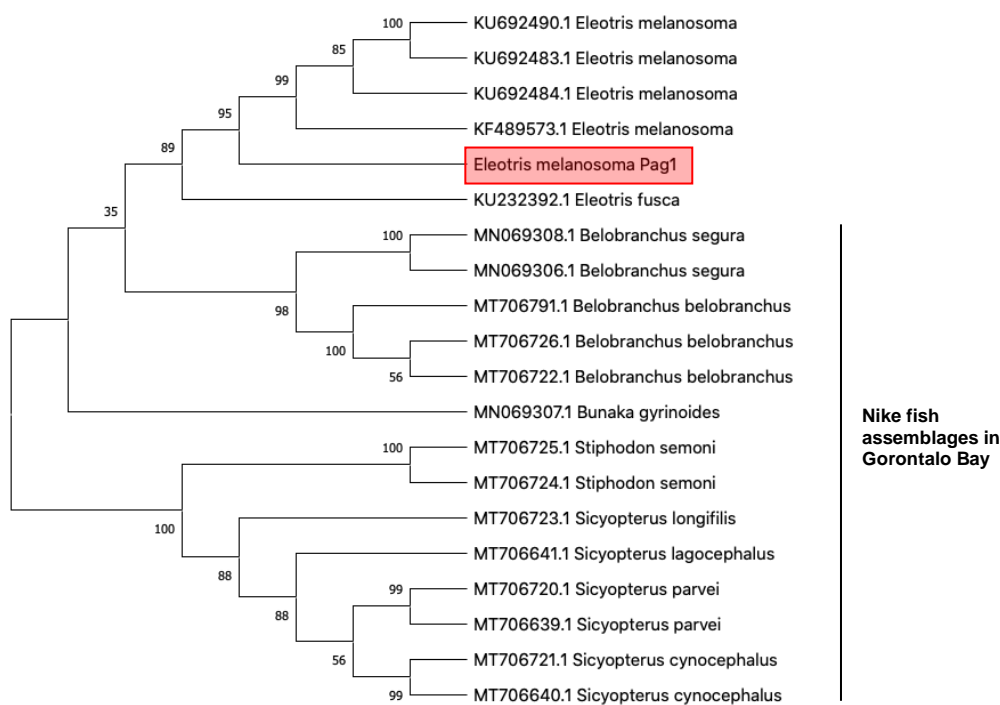 100
KU692490.1 Eleotris melanosoma
85
KU692483.1 Eleotris melanosoma
99
KU692484.1 Eleotris melanosoma
95
KF489573.1 Eleotris melanosoma
89
Eleotris melanosoma Pag1
KU232392.1 Eleotris fusca
35
100
MN069308.1 Belobranchus segura
MN069306.1 Belobranchus segura
98
MT706791.1 Belobranchus belobranchus
100
MT706726.1 Belobranchus belobranchus
56
MT706722.1 Belobranchus belobranchus
MN069307.1 Bunaka gyrinoides
Nike fish
assemblages in
Gorontalo Bay
100
MT706725.1 Stiphodon semoni
MT706724.1 Stiphodon semoni
100
MT706723.1 Sicyopterus longifilis
88
MT706641.1 Sicyopterus lagocephalus
88
99
MT706720.1 Sicyopterus parvei
MT706639.1 Sicyopterus parvei
56
MT706721.1 Sicyopterus cynocephalus
99
MT706640.1 Sicyopterus cynocephalus